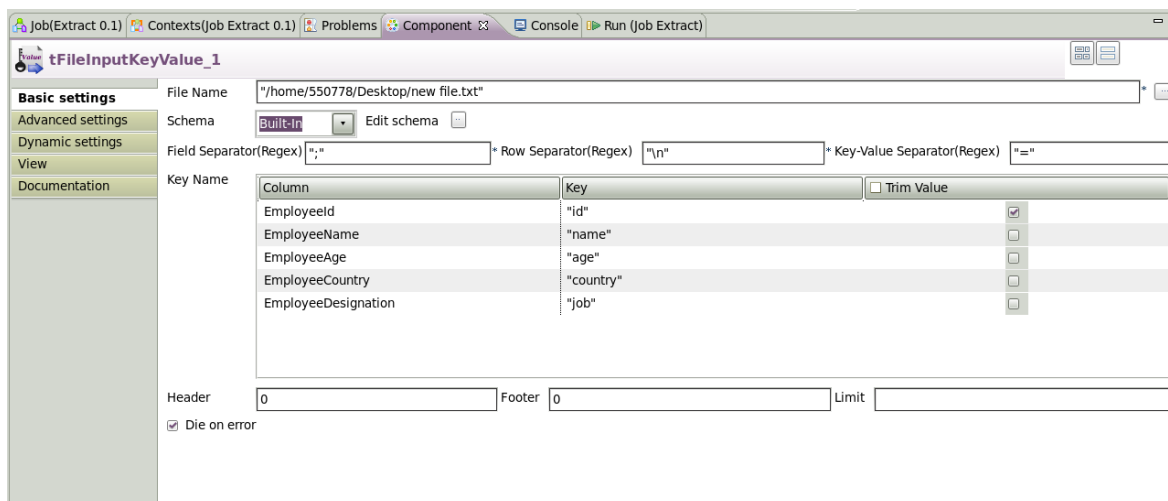 Job(Extract 0.1) Contexts(Job Extract 0.1) Problems Component Console Run (Job Extract)
Value tFileInputKeyValue_1
Basic settings
Advanced settings
Dynamic settings
View
Documentation
File Name "/home/550778/Desktop/new file.txt" *
Schema Built-In Edit schema
Field Separator(Regex) ";" * Row Separator(Regex) "\n" * Key-Value Separator(Regex) "="
Key Name
Column Key Trim Value
EmployeeId "id"
EmployeeName "name"
EmployeeAge "age"
EmployeeCountry "country"
EmployeeDesignation "job"
Header 0 Footer 0 Limit
Die on error